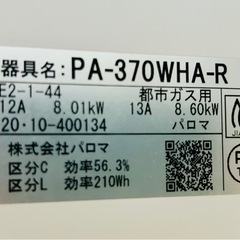 器具名:PA-370WHA-R
E2-1-44 都市ガス用
12A 8.01kW 13A 8.60kW
20・10-400134 パロマ
株式会社パロマ
区分C 効率56.3%
区分L 効率210Wh